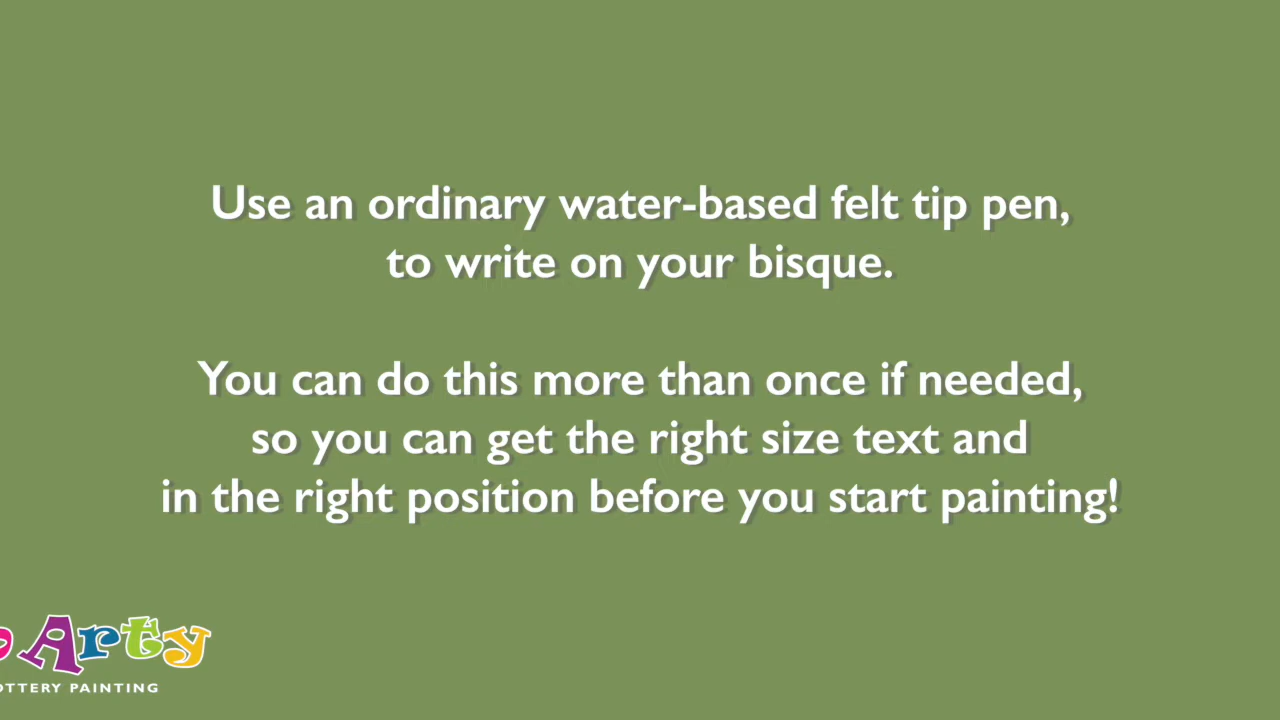 Use an ordinary water-based felt tip pen,
to write on your bisque.
You can do this more than once if needed,
so you can get the right size text and
in the right position before you start painting!
Arty
PAINTING